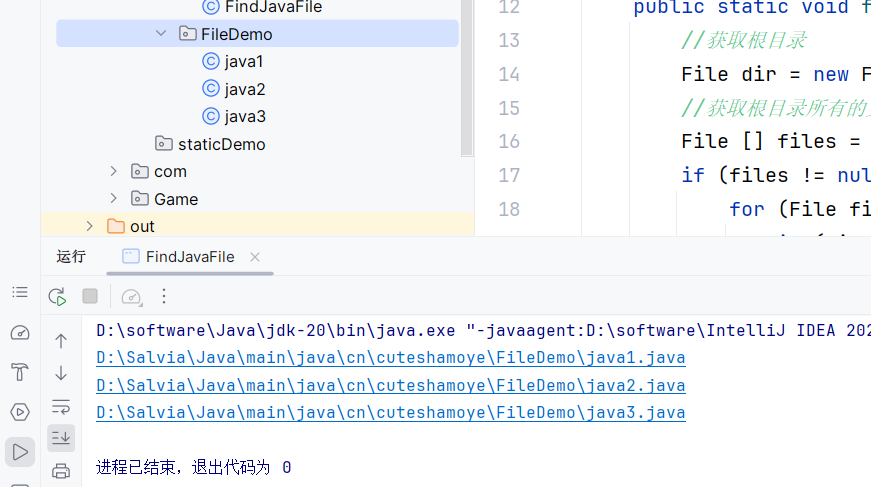 FindJavaFile
FileDemo
java1
java2
java3
staticDemo
com
Game
out
12 public static void f
13 //获取根目录
14 File dir = new F
15 //获取根目录所有的
16 File [] files =
17 if (files != nul
18 for (File fi
运行 FindJavaFile
D:\software\Java\jdk-20\bin\java.exe "-javaagent:D:\software\IntelliJ IDEA 202
D:\Salvia\Java\main\java\cn\cuteshamoye\FileDemo\java1.java
D:\Salvia\Java\main\java\cn\cuteshamoye\FileDemo\java2.java
D:\Salvia\Java\main\java\cn\cuteshamoye\FileDemo\java3.java
进程已结束，退出代码为 0